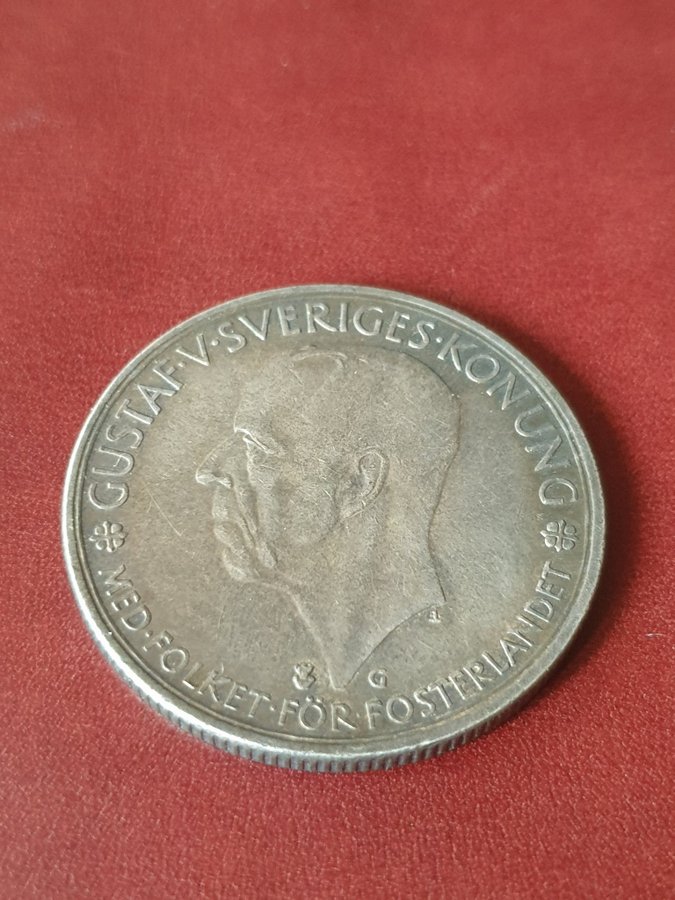 GUSTAF·V·SVERIGES·KONUNG
MED·FOLKET·FÖR·FOSTERLANDET
G